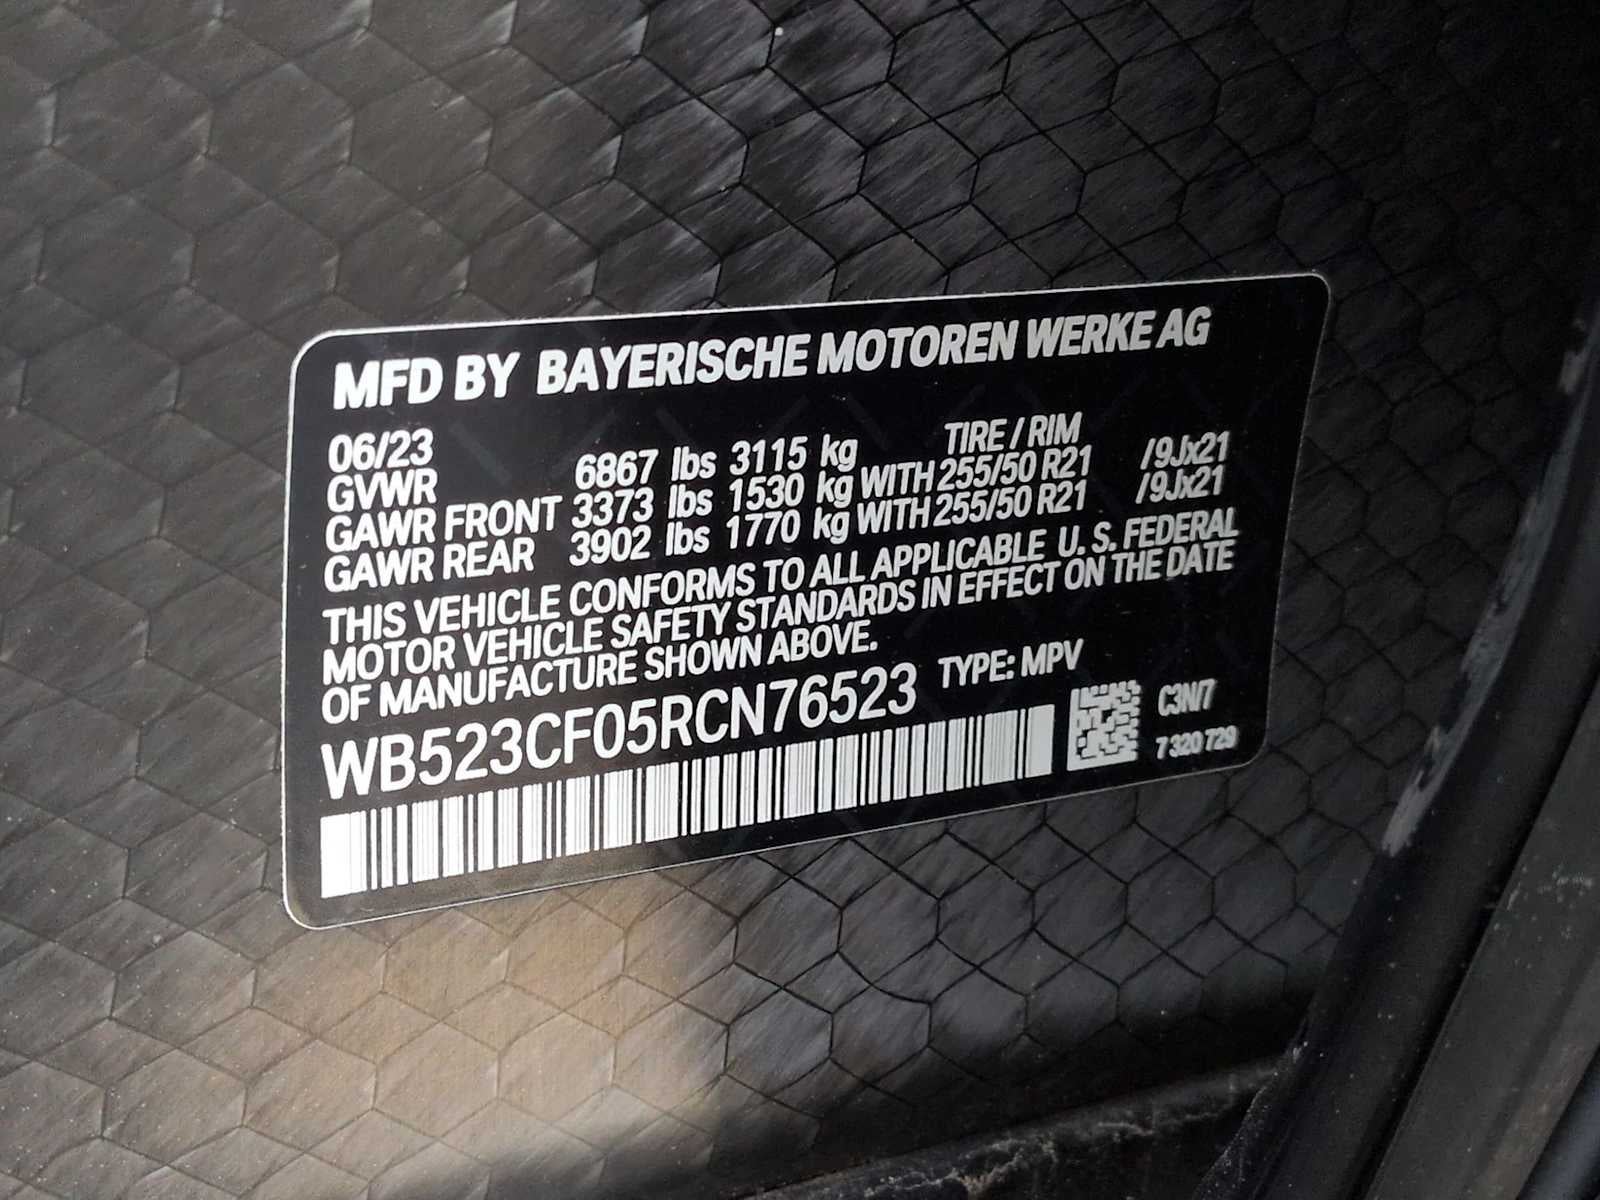 MFD BY BAYERISCHE MOTOREN WERKE AG
06/23 TIRE / RIM
GVWR 6867 lbs 3115 kg
GAWR FRONT 3373 lbs 1530 kg WITH 255/50 R21 /9Jx21
GAWR REAR 3902 lbs 1770 kg WITH 255/50 R21 /9Jx21
THIS VEHICLE CONFORMS TO ALL APPLICABLE U. S. FEDERAL
MOTOR VEHICLE SAFETY STANDARDS IN EFFECT ON THE DATE
OF MANUFACTURE SHOWN ABOVE.
WB523CF05RCN76523 TYPE: MPV
C3N/7
7 320 729